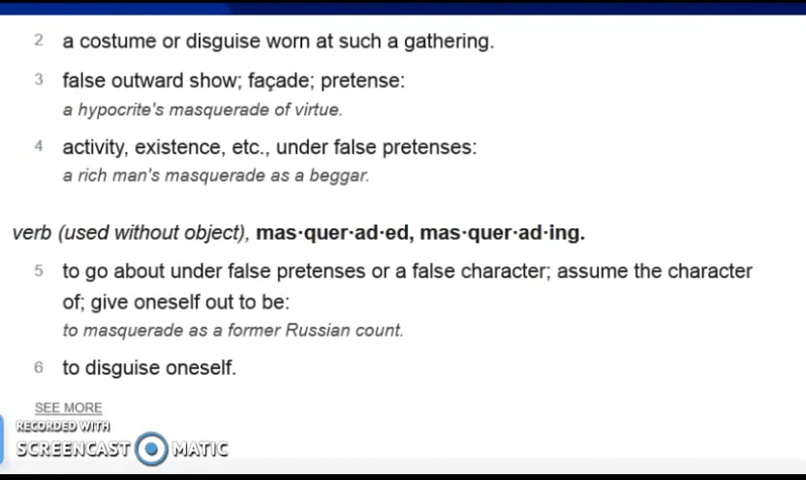 2 a costume or disguise worn at such a gathering.
3 false outward show; façade; pretense:
a hypocrite's masquerade of virtue.
4 activity, existence, etc., under false pretenses:
a rich man's masquerade as a beggar.
verb (used without object), mas·quer·ad·ed, mas·quer·ad·ing.
5 to go about under false pretenses or a false character; assume the character
of; give oneself out to be:
to masquerade as a former Russian count.
6 to disguise oneself.
SEE MORE
RECORDED WITH
SCREENCAST MATIC